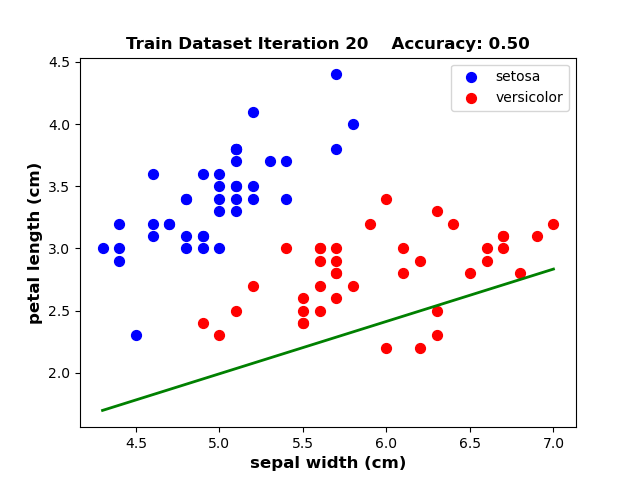 Train Dataset Iteration 20    Accuracy: 0.50
setosa
versicolor
petal length (cm)
4.5
4.0
3.5
3.0
2.5
2.0
4.5 5.0 5.5 6.0 6.5 7.0
sepal width (cm)